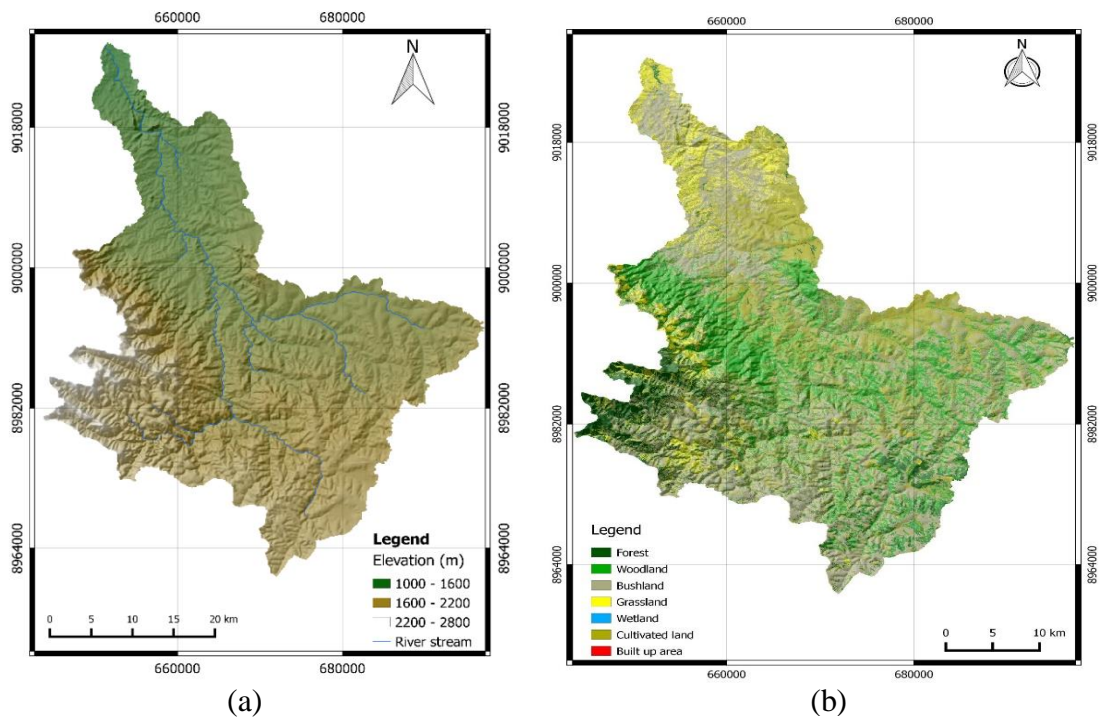 660000 680000
N
9018000
9000000
8982000
8964000
Legend
Elevation (m)
1000 - 1600
1600 - 2200
2200 - 2800
River stream
0 5 10 15 20 km
660000 680000
(a)
660000 680000
N
9018000 9018000
9000000 9000000
8982000 8982000
8964000 8964000
Legend
Forest
Woodland
Bushland
Grassland
Wetland
Cultivated land
Built up area
0 5 10 km
660000 680000
(b)